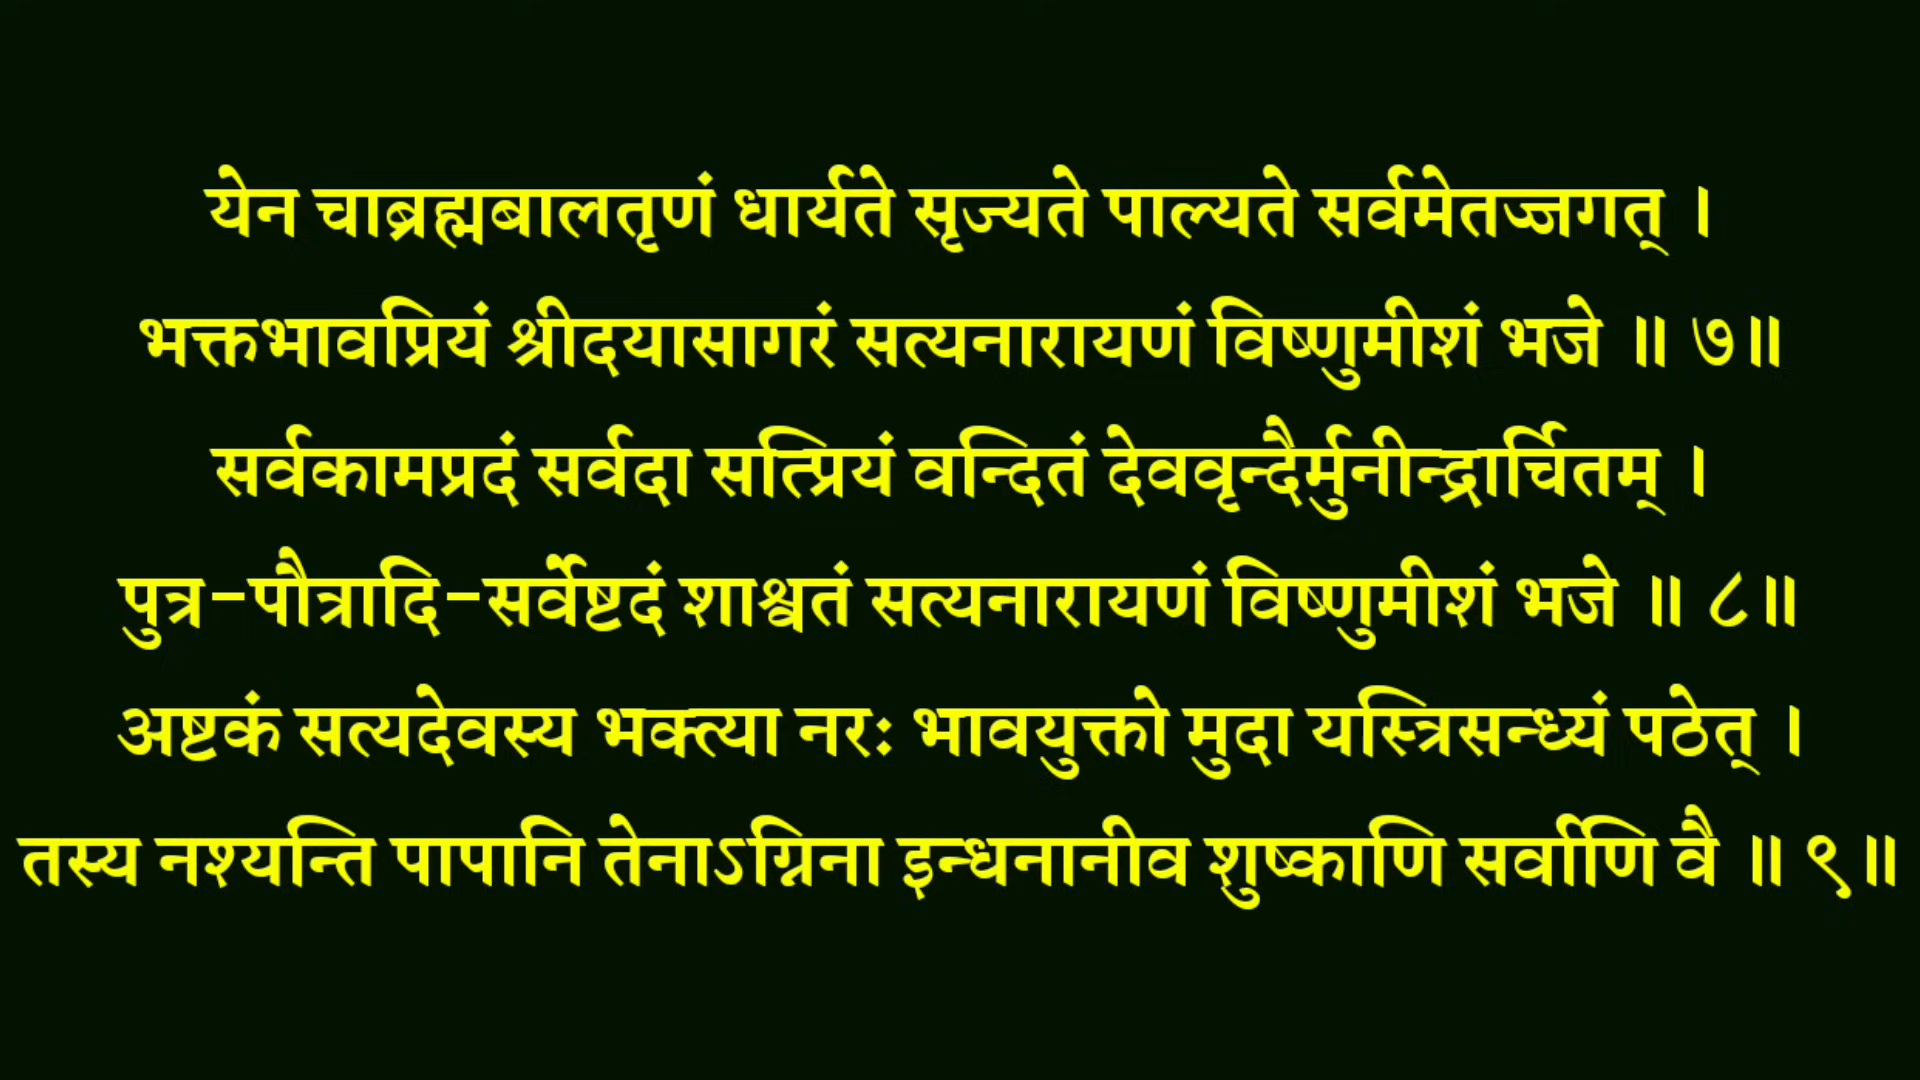 येन चाब्रह्मबालतृणं धार्यते सृज्यते पाल्यते सर्वमेतज्जगत् ।
भक्तभावप्रियं श्रीदयासागरं सत्यनारायणं विष्णुमीशं भजे ॥ ७॥
सर्वकामप्रदं सर्वदा सत्प्रियं वन्दितं देववृन्दैर्मुनीन्द्रार्चितम् ।
पुत्र-पौत्रादि-सर्वेष्टदं शाश्वतं सत्यनारायणं विष्णुमीशं भजे ॥ ८॥
अष्टकं सत्यदेवस्य भक्त्या नरः भावयुक्तो मुदा यस्त्रिसन्ध्यं पठेत् ।
तस्य नश्यन्ति पापानि तेनाऽग्निना इन्धनानीव शुष्काणि सर्वाणि वै ॥ ९॥